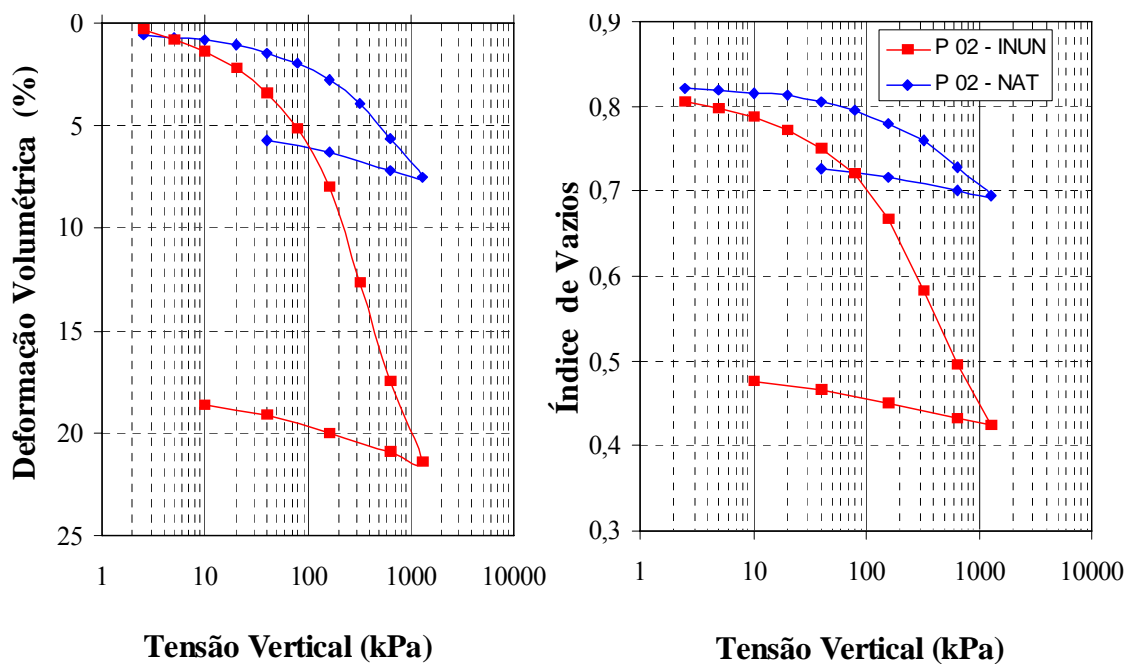 Deformação Volumétrica (%)
0
5
10
15
20
25
1 10 100 1000 10000
Tensão Vertical (kPa)
Índice de Vazios
0,9
0,8
0,7
0,6
0,5
0,4
0,3
P 02 - INUN
P 02 - NAT
1 10 100 1000 10000
Tensão Vertical (kPa)